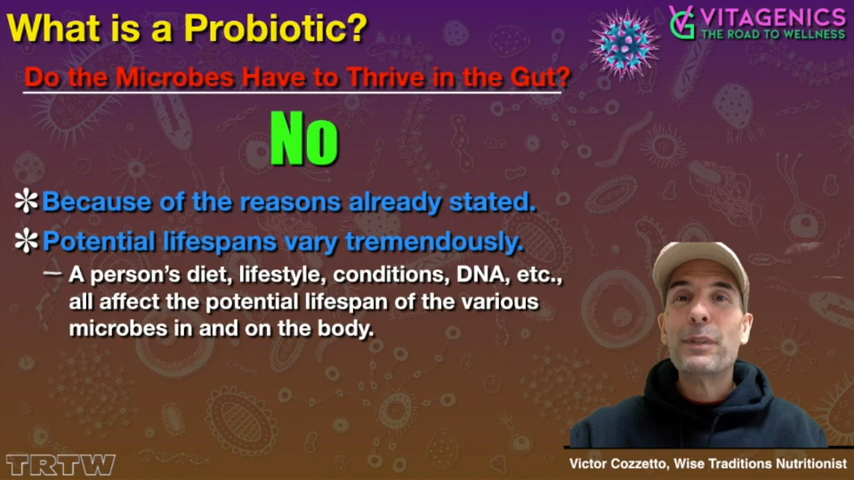 What is a Probiotic?
VITAGENICS
THE ROAD TO WELLNESS
Do the Microbes Have to Thrive in the Gut?
No
* Because of the reasons already stated.
* Potential lifespans vary tremendously.
– A person's diet, lifestyle, conditions, DNA, etc.,
all affect the potential lifespan of the various
microbes in and on the body.
TRTW
Victor Cozzetto, Wise Traditions Nutritionist